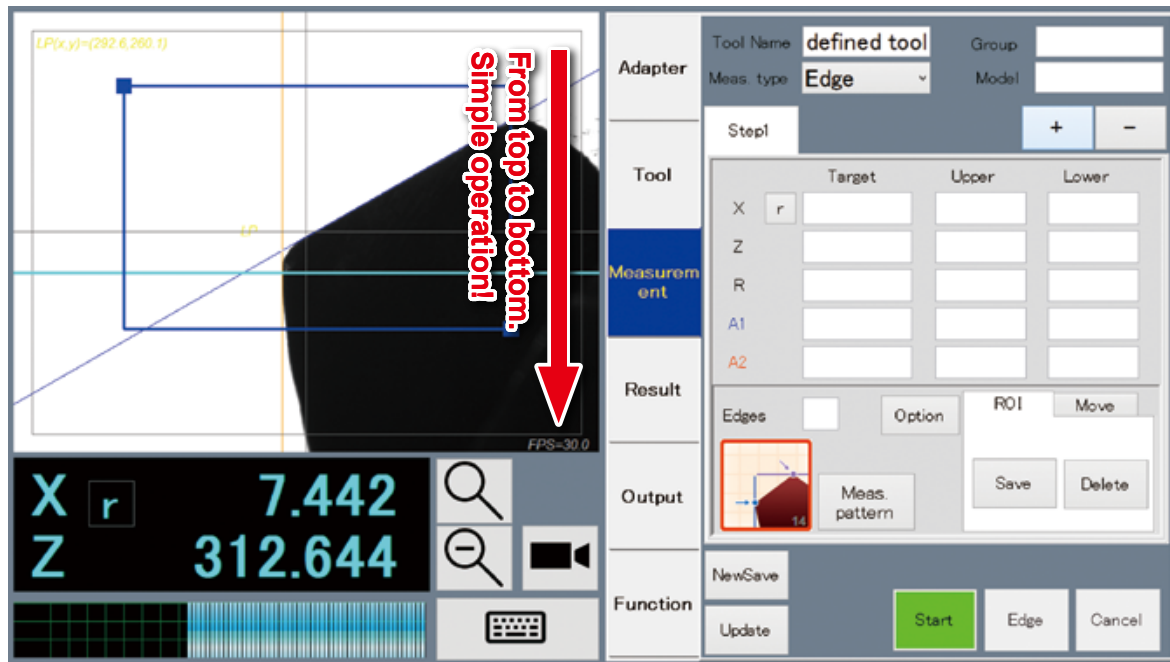 LP(x,y)=(292.6,260.1)
From top to bottom.
Simple operation!
LP
FPS=30.0
X r 7.442
Z 312.644
Adapter
Tool
Measurem
ent
Result
Output
Function
Tool Name defined tool Group
Meas. type Edge Model
Step1 + -
Target Upper Lower
X r
Z
R
A1
A2
Edges Option ROI Move
14
Meas.
pattern
Save Delete
NewSave
Update
Start Edge Cancel